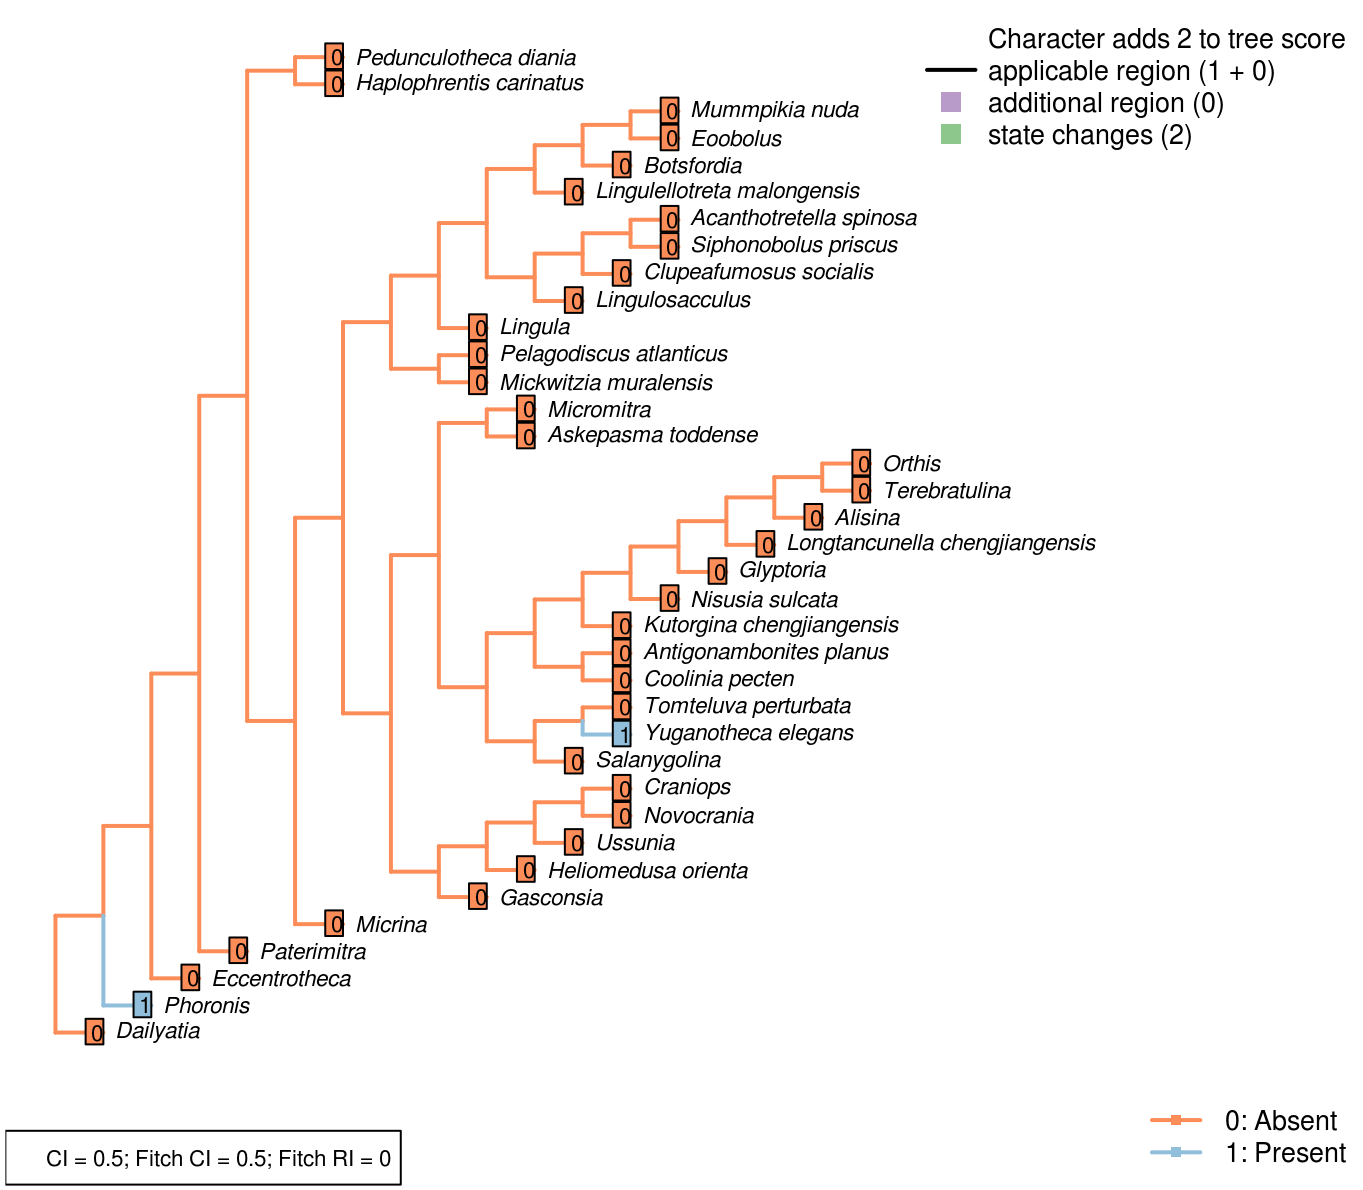 Character adds 2 to tree score
applicable region (1 + 0)
additional region (0)
state changes (2)
0 Pedunculotheca diania
0 Haplophrentis carinatus
0 Mummpikia nuda
0 Eoobolus
0 Botsfordia
0 Lingulellotreta malongensis
0 Acanthotretella spinosa
0 Siphonobolus priscus
0 Clupeafumosus socialis
0 Lingulosacculus
0 Lingula
0 Pelagodiscus atlanticus
0 Mickwitzia muralensis
0 Micromitra
0 Askepasma toddense
0 Orthis
0 Terebratulina
0 Alisina
0 Longtancunella chengjiangensis
0 Glyptoria
0 Nisusia sulcata
0 Kutorgina chengjiangensis
0 Antigonambonites planus
0 Coolinia pecten
0 Tomteluva perturbata
1 Yuganotheca elegans
0 Salanygolina
0 Craniops
0 Novocrania
0 Ussunia
0 Heliomedusa orienta
0 Gasconsia
0 Micrina
0 Paterimitra
0 Eccentrotheca
1 Phoronis
0 Dailyatia
0: Absent
1: Present
CI = 0.5; Fitch CI = 0.5; Fitch RI = 0